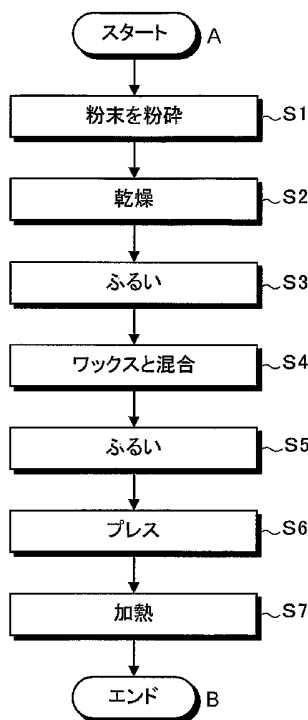 スタート A
粉末を粉砕 S1
乾燥 S2
ふるい S3
ワックスと混合 S4
ふるい S5
プレス S6
加熱 S7
エンド B